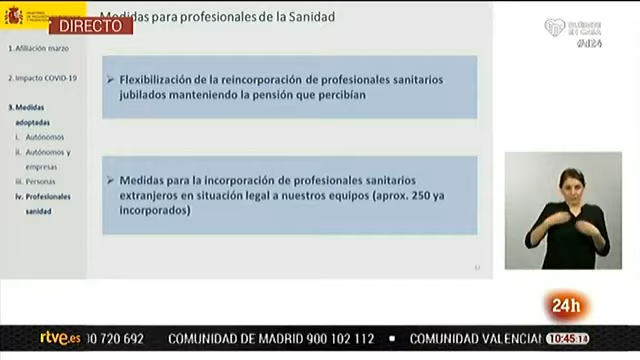 Medidas para profesionales de la Sanidad
DIRECTO
#QUÉDATE
EN CASA
#d24
1. Afiliación marzo
2. Impacto COVID-19
3. Medidas
adoptadas
i. Autónomos
ii. Autónomos y
empresas
iii. Personas
iv. Profesionales
sanidad
➢ Flexibilización de la reincorporación de profesionales sanitarios
jubilados manteniendo la pensión que percibían
➢ Medidas para la incorporación de profesionales sanitarios
extranjeros en situación legal a nuestros equipos (aprox. 250 ya
incorporados)
24h
rtve.es 00 720 692 COMUNIDAD DE MADRID 900 102 112 • COMUNIDAD VALENCIAN 10:45:14